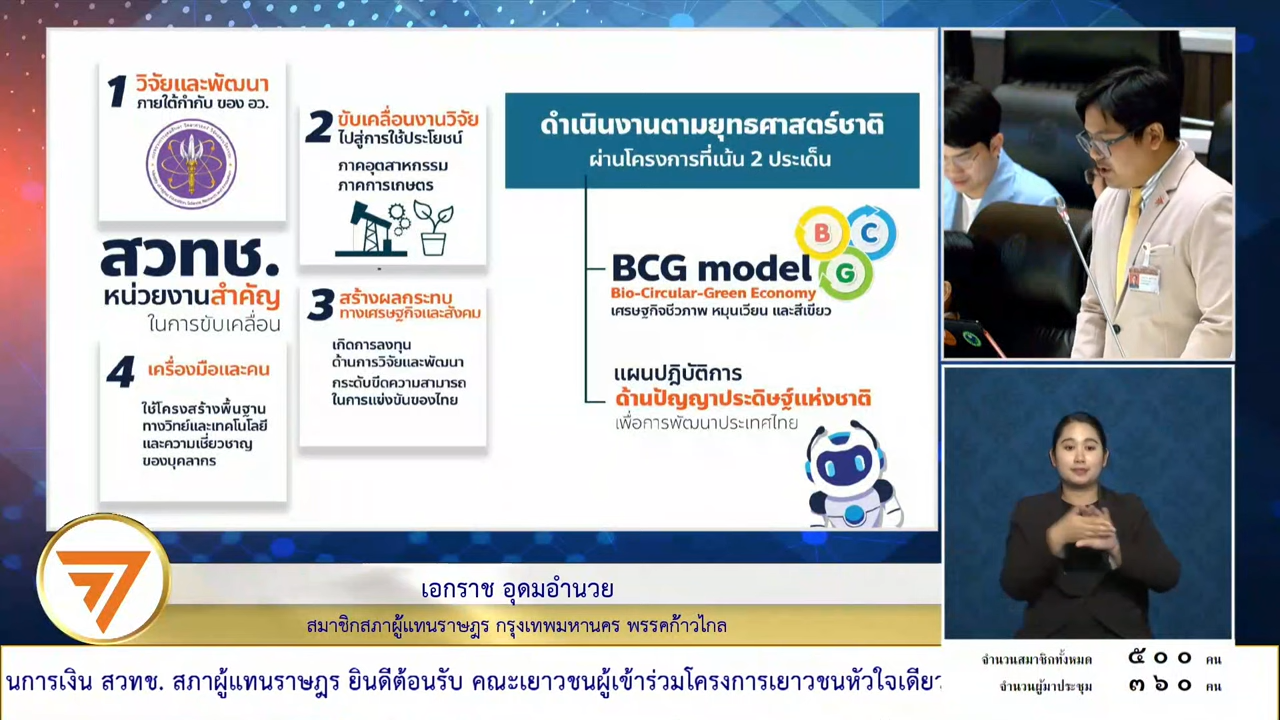 1 วิจัยและพัฒนา
ภายใต้กำกับ ของ อว.
2 ขับเคลื่อนงานวิจัย
ไปสู่การใช้ประโยชน์
ภาคอุตสาหกรรม
ภาคการเกษตร
สวทช.
หน่วยงานสำคัญ
ในการขับเคลื่อน
3 สร้างผลกระทบ
ทางเศรษฐกิจและสังคม
เกิดการลงทุน
ด้านการวิจัยและพัฒนา
กระดับขีดความสามารถ
ในการแข่งขันของไทย
4 เครื่องมือและคน
ใช้โครงสร้างพื้นฐาน
ทางวิทย์และเทคโนโลยี
และความเชี่ยวชาญ
ของบุคลากร
ดำเนินงานตามยุทธศาสตร์ชาติ
ผ่านโครงการที่เน้น 2 ประเด็น
B C
G
BCG model
Bio-Circular-Green Economy
เศรษฐกิจชีวภาพ หมุนเวียน และสีเขียว
แผนปฏิบัติการ
ด้านปัญญาประดิษฐ์แห่งชาติ
เพื่อการพัฒนาประเทศไทย
เอกราช อุดมอำนวย
สมาชิกสภาผู้แทนราษฎร กรุงเทพมหานคร พรรคก้าวไกล
นการเงิน สวทช. สภาผู้แทนราษฎร ยินดีต้อนรับ คณะเยาวชนผู้เข้าร่วมโครงการเยาวชนหัวใจเดียว
จำนวนสมาชิกทั้งหมด ๕๐๐ คน
จำนวนผู้มาประชุม ๓๖๐ คน